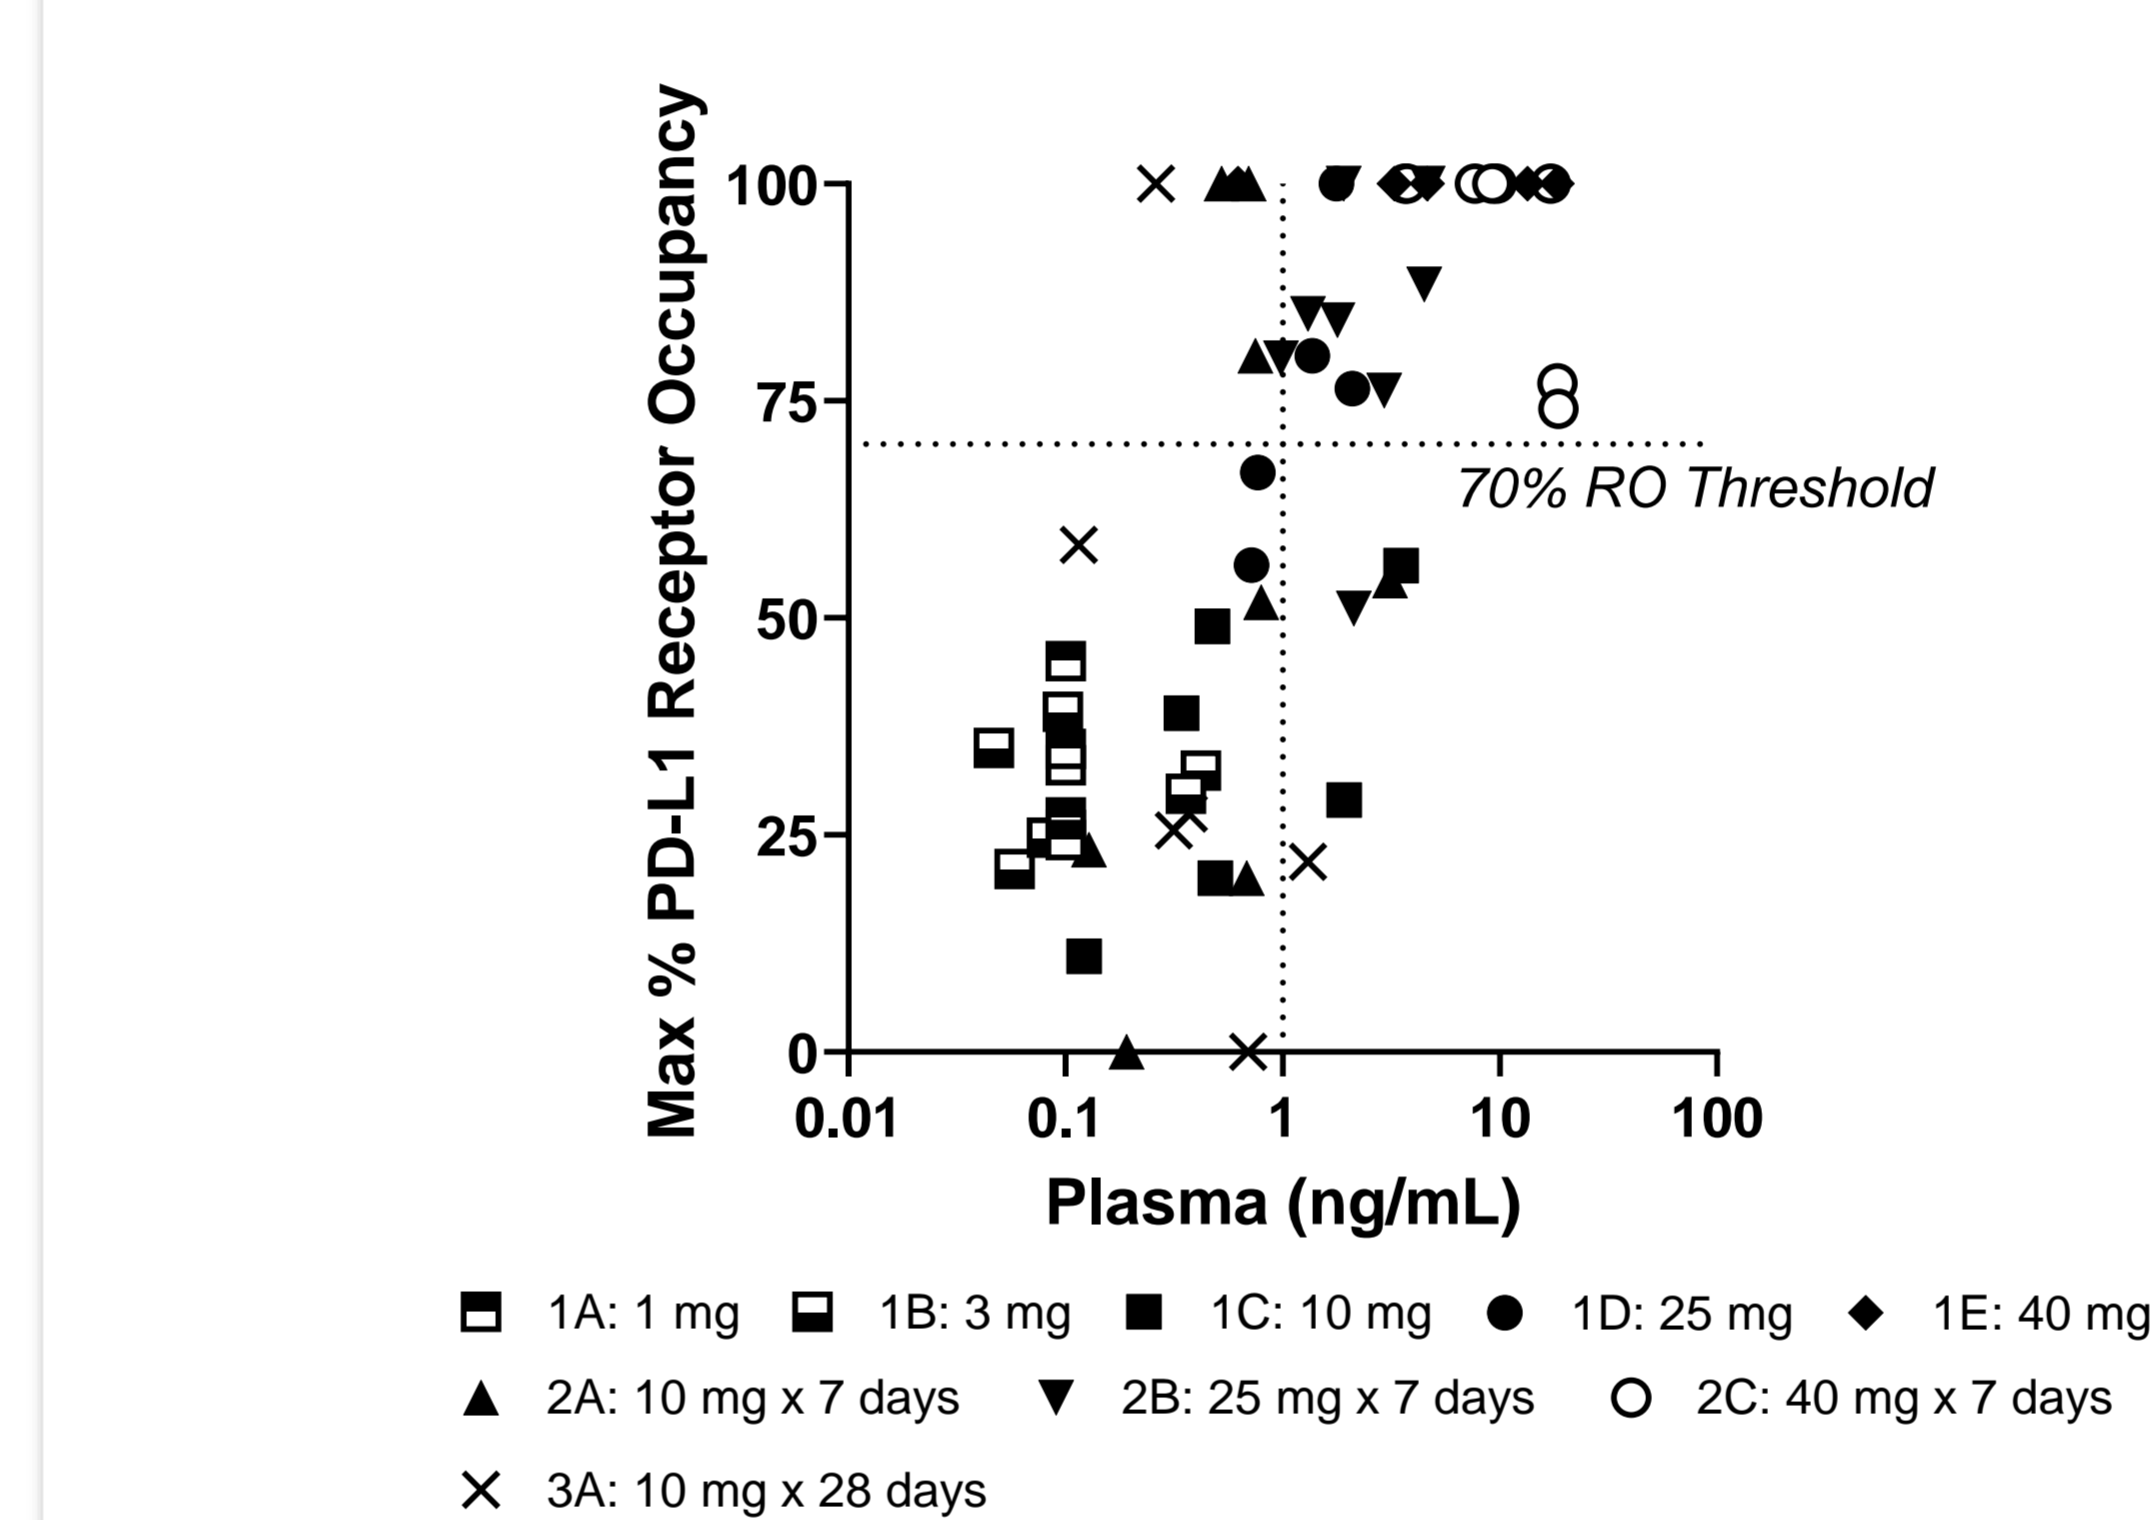 Max % PD-L1 Receptor Occupancy
100
75
50
25
0
70% RO Threshold
0.01 0.1 1 10 100
Plasma (ng/mL)
1A: 1 mg 1B: 3 mg 1C: 10 mg 1D: 25 mg 1E: 40 mg
2A: 10 mg x 7 days 2B: 25 mg x 7 days 2C: 40 mg x 7 days
3A: 10 mg x 28 days